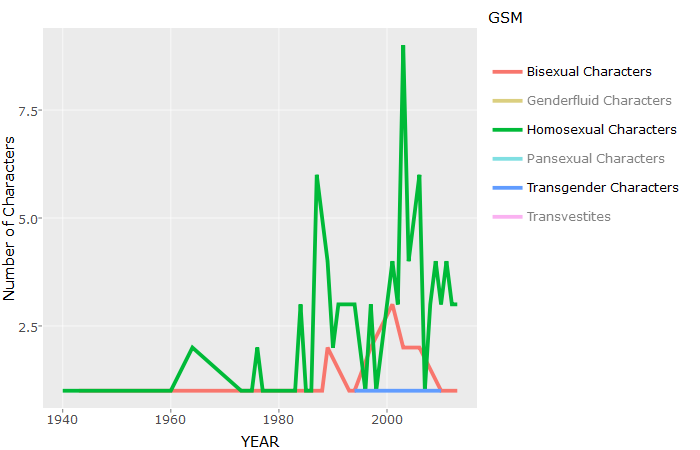 GSM
Bisexual Characters
Genderfluid Characters
Homosexual Characters
Pansexual Characters
Transgender Characters
Transvestites
Number of Characters
7.5
5.0
2.5
1940 1960 1980 2000
YEAR